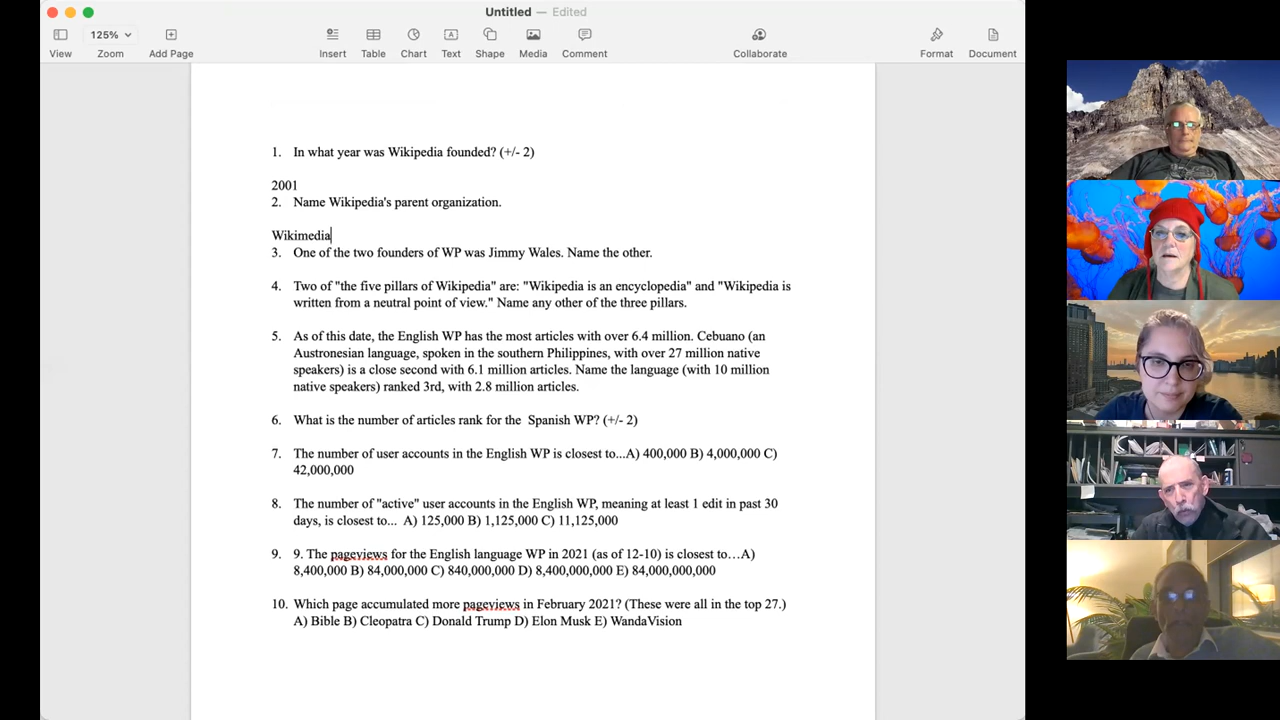 Untitled — Edited
125%
View
Zoom
Add Page
Insert
Table
Chart
Text
Shape
Media
Comment
Collaborate
Format
Document
1. In what year was Wikipedia founded? (+/- 2)
2001
2. Name Wikipedia's parent organization.
Wikimedia
3. One of the two founders of WP was Jimmy Wales. Name the other.
4. Two of "the five pillars of Wikipedia" are: "Wikipedia is an encyclopedia" and "Wikipedia is
written from a neutral point of view." Name any other of the three pillars.
5. As of this date, the English WP has the most articles with over 6.4 million. Cebuano (an
Austronesian language, spoken in the southern Philippines, with over 27 million native
speakers) is a close second with 6.1 million articles. Name the language (with 10 million
native speakers) ranked 3rd, with 2.8 million articles.
6. What is the number of articles rank for the Spanish WP? (+/- 2)
7. The number of user accounts in the English WP is closest to...A) 400,000 B) 4,000,000 C)
42,000,000
8. The number of "active" user accounts in the English WP, meaning at least 1 edit in past 30
days, is closest to... A) 125,000 B) 1,125,000 C) 11,125,000
9. 9. The pageviews for the English language WP in 2021 (as of 12-10) is closest to…A)
8,400,000 B) 84,000,000 C) 840,000,000 D) 8,400,000,000 E) 84,000,000,000
10. Which page accumulated more pageviews in February 2021? (These were all in the top 27.)
A) Bible B) Cleopatra C) Donald Trump D) Elon Musk E) WandaVision